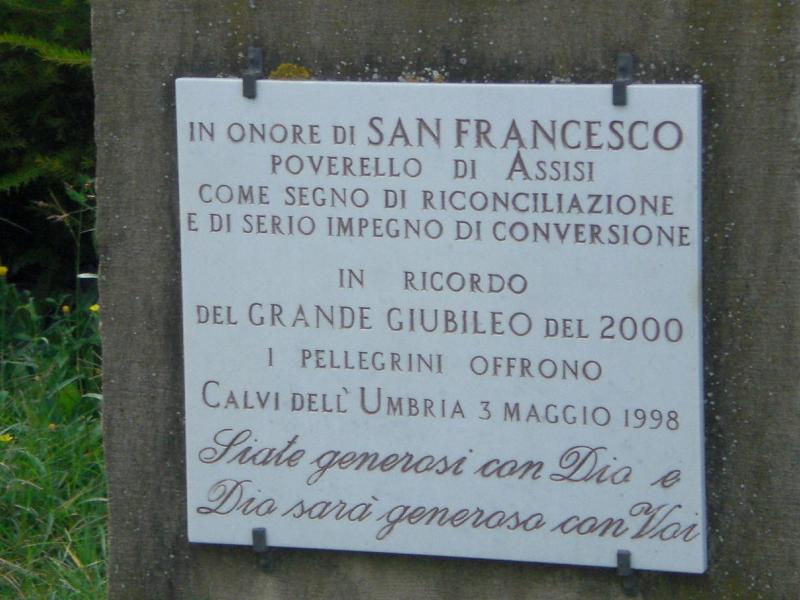 IN ONORE DI SAN FRANCESCO
POVERELLO DI ASSISI
COME SEGNO DI RICONCILIAZIONE
E DI SERIO IMPEGNO DI CONVERSIONE
IN RICORDO
DEL GRANDE GIUBILEO DEL 2000
I PELLEGRINI OFFRONO
CALVI DELL'UMBRIA 3 MAGGIO 1998
Siate generosi con Dio e
Dio sarà generoso con Voi